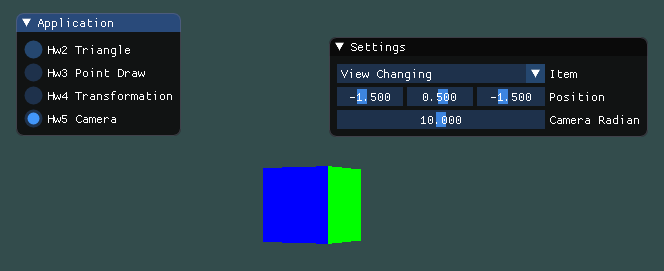 Application
Hw2 Triangle
Hw3 Point Draw
Hw4 Transformation
Hw5 Camera
Settings
View Changing Item
-1.500 0.500 -1.500 Position
10.000 Camera Radian